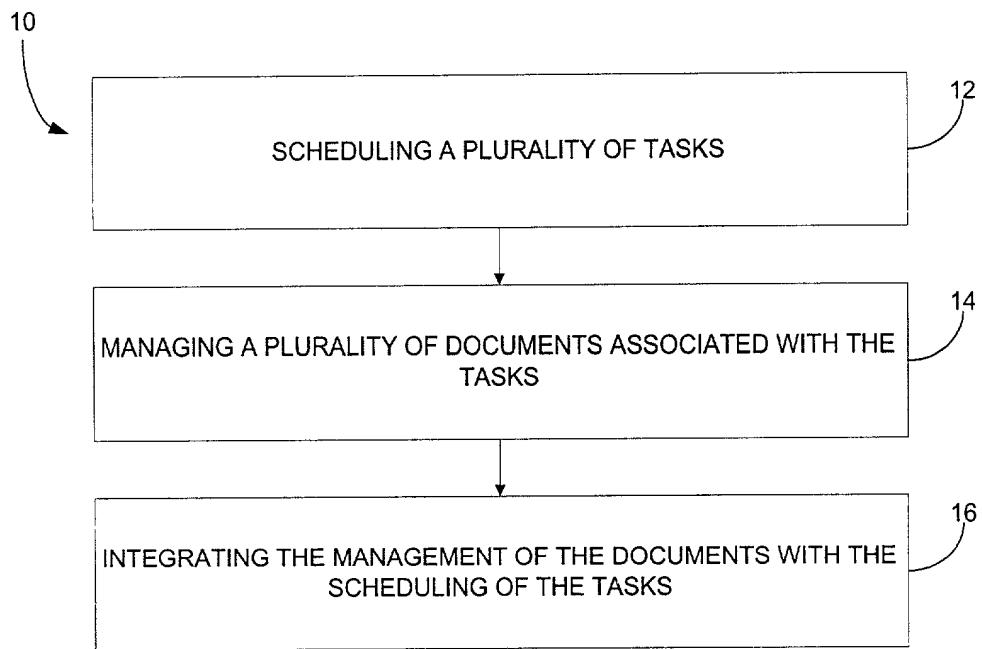 10
12
SCHEDULING A PLURALITY OF TASKS
14
MANAGING A PLURALITY OF DOCUMENTS ASSOCIATED WITH THE
TASKS
16
INTEGRATING THE MANAGEMENT OF THE DOCUMENTS WITH THE
SCHEDULING OF THE TASKS